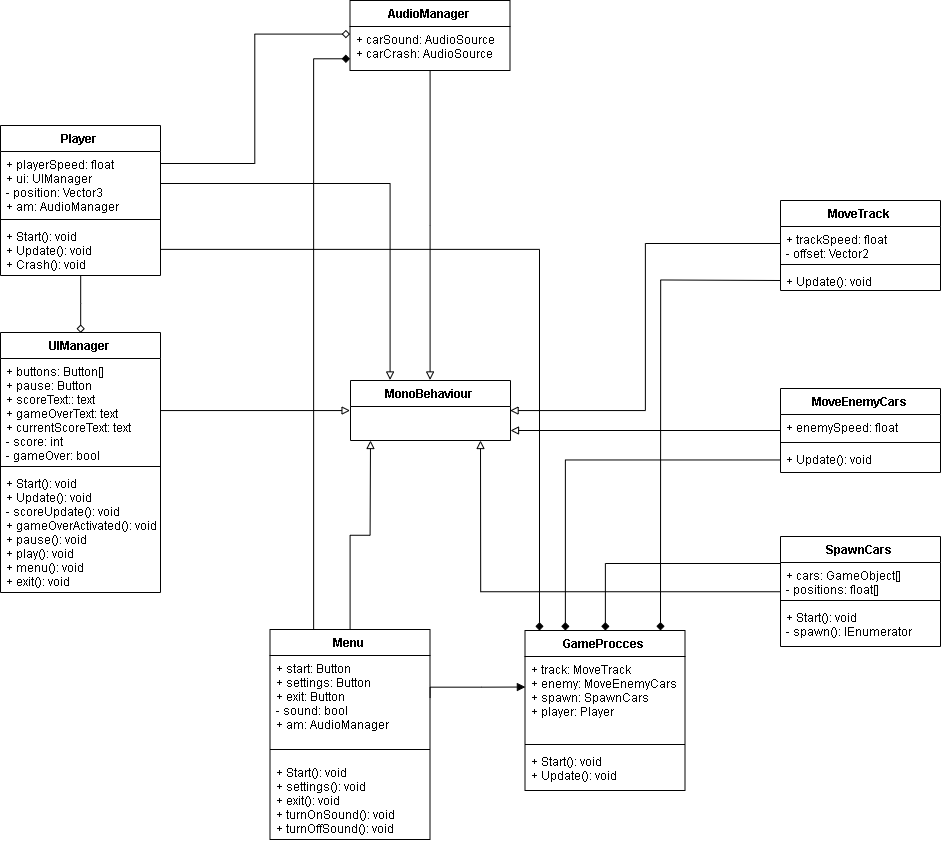 AudioManager
+ carSound: AudioSource
+ carCrash: AudioSource
Player
+ playerSpeed: float
+ ui: UIManager
- position: Vector3
+ am: AudioManager
+ Start(): void
+ Update(): void
+ Crash(): void
MoveTrack
+ trackSpeed: float
- offset: Vector2
+ Update(): void
UIManager
+ buttons: Button[]
+ pause: Button
+ scoreText:: text
+ gameOverText: text
+ currentScoreText: text
- score: int
- gameOver: bool
+ Start(): void
+ Update(): void
- scoreUpdate(): void
+ gameOverActivated(): void
+ pause(): void
+ play(): void
+ menu(): void
+ exit(): void
MonoBehaviour
MoveEnemyCars
+ enemySpeed: float
+ Update(): void
SpawnCars
+ cars: GameObject[]
- positions: float[]
+ Start(): void
- spawn(): IEnumerator
Menu
+ start: Button
+ settings: Button
+ exit: Button
- sound: bool
+ am: AudioManager
+ Start(): void
+ settings(): void
+ exit(): void
+ turnOnSound(): void
+ turnOffSound(): void
GameProcces
+ track: MoveTrack
+ enemy: MoveEnemyCars
+ spawn: SpawnCars
+ player: Player
+ Start(): void
+ Update(): void